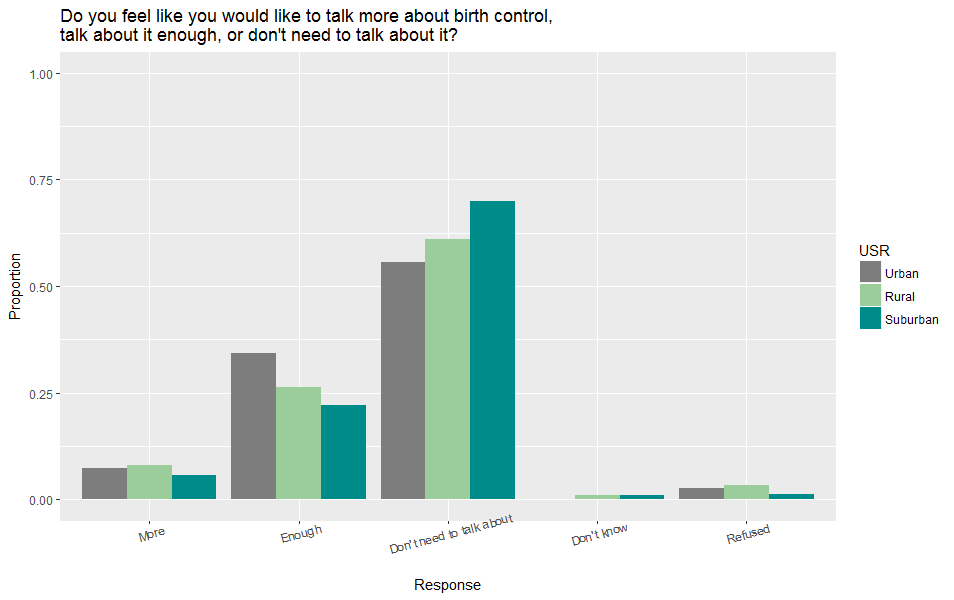 Do you feel like you would like to talk more about birth control,
talk about it enough, or don't need to talk about it?
Proportion
1.00
0.75
0.50
0.25
0.00
More
Enough
Don't need to talk about
Don't know
Refused
Response
USR
Urban
Rural
Suburban